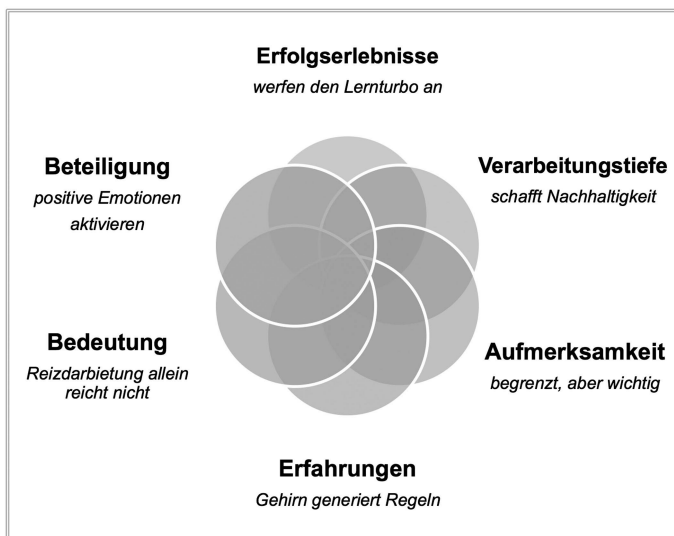 Erfolgserlebnisse
werfen den Lernturbo an
Verarbeitungstiefe
schafft Nachhaltigkeit
Aufmerksamkeit
begrenzt, aber wichtig
Erfahrungen
Gehirn generiert Regeln
Bedeutung
Reizdarbietung allein
reicht nicht
Beteiligung
positive Emotionen
aktivieren